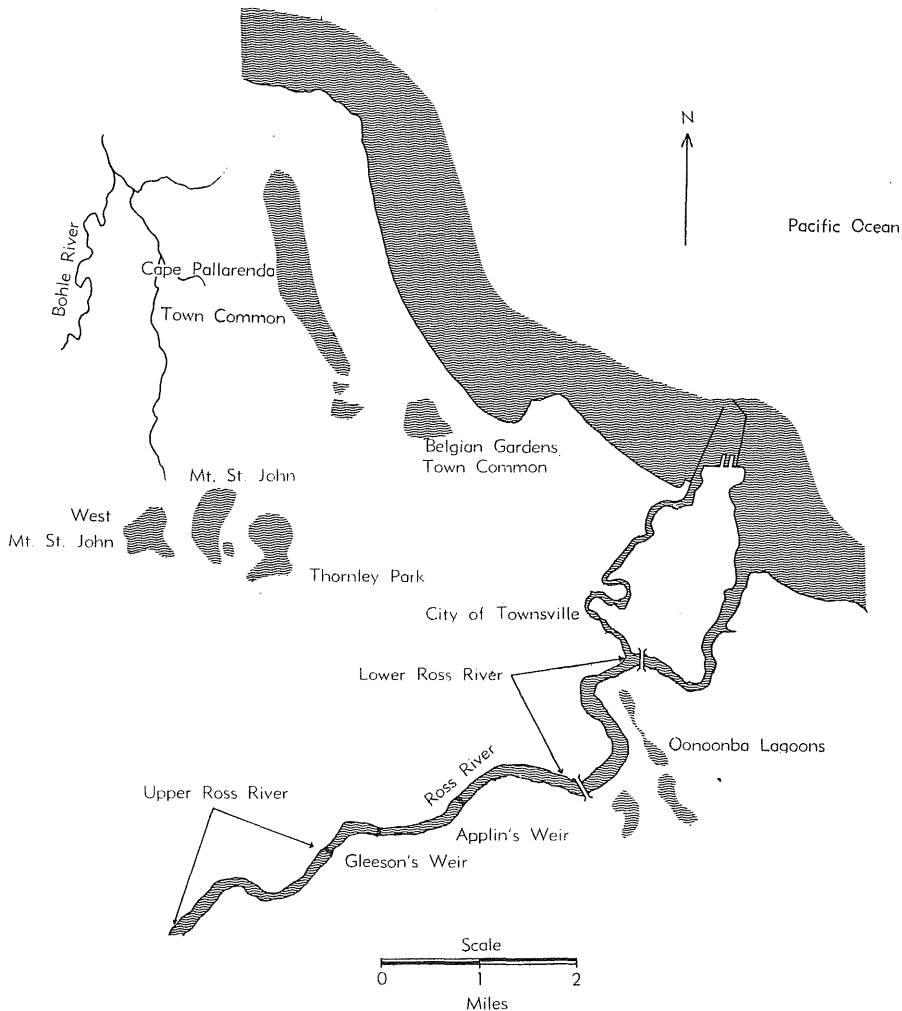 N
Pacific Ocean
Bohle River
Cape Pallarenda
Town Common
Belgian Gardens
Town Common
Mt. St. John
West
Mt. St. John
Thornley Park
City of Townsville
Lower Ross River
Oonoonba Lagoons
Ross River
Upper Ross River
Applin's Weir
Gleeson's Weir
Scale
0 1 2
Miles